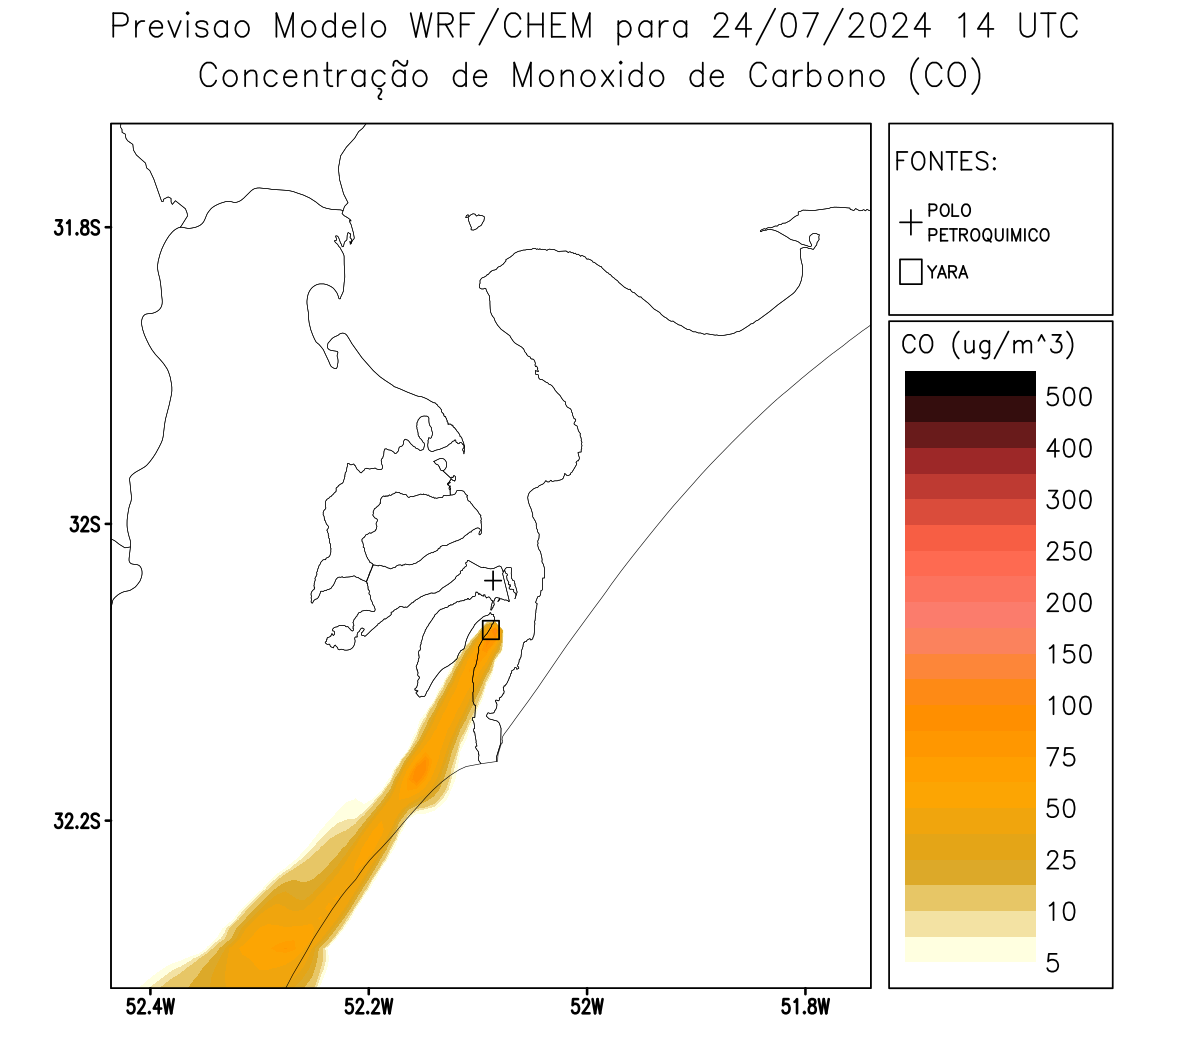 Previsao Modelo WRF/CHEM para 24/07/2024 14 UTC
Concentração de Monoxido de Carbono (CO)
FONTES:
POLO
PETROQUIMICO
YARA
CO (ug/m^3)
500
400
300
250
200
150
100
75
50
25
10
5
31.8S
32S
32.2S
52.4W
52.2W
52W
51.8W